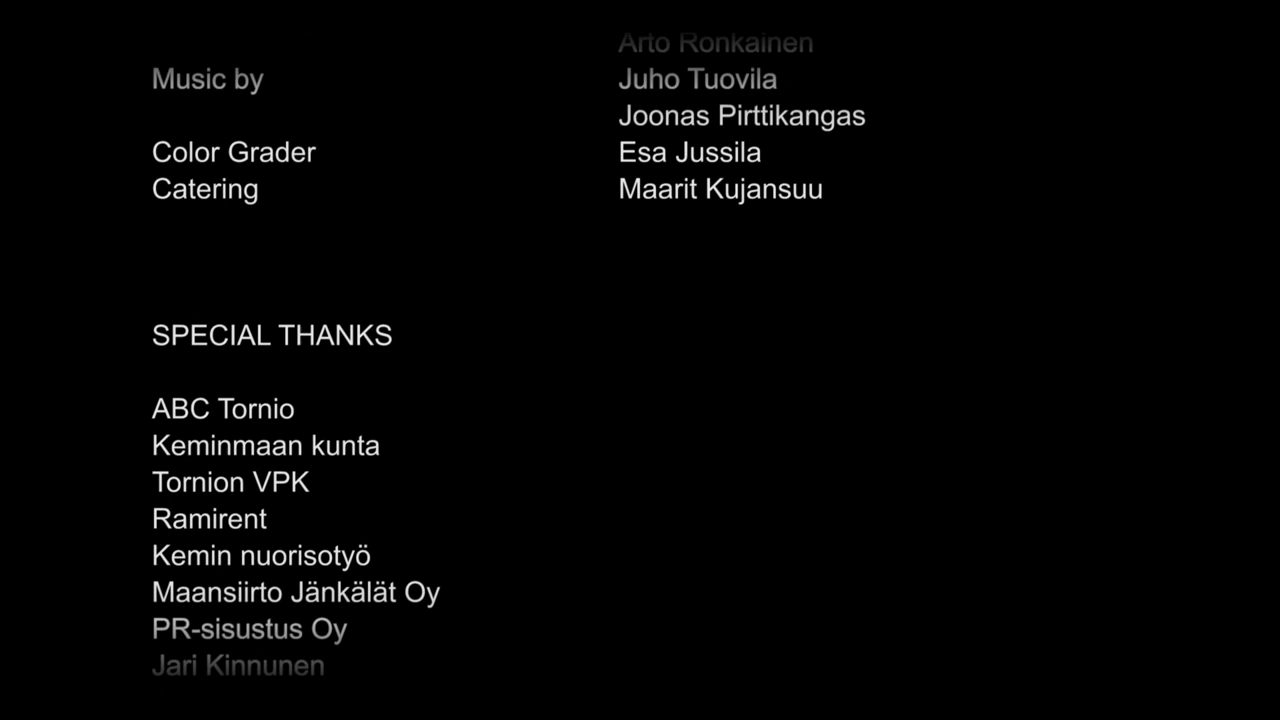 Arto Ronkainen
Music by Juho Tuovila
Joonas Pirttikangas
Color Grader Esa Jussila
Catering Maarit Kujansuu
SPECIAL THANKS
ABC Tornio
Keminmaan kunta
Tornion VPK
Ramirent
Kemin nuorisotyö
Maansiirto Jänkälät Oy
PR-sisustus Oy
Jari Kinnunen